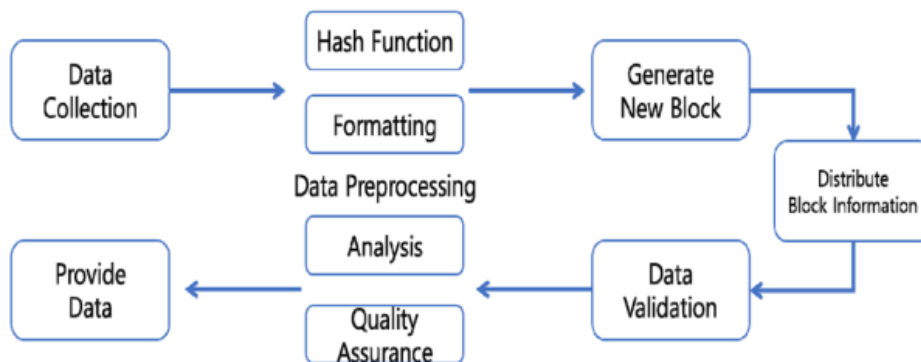 Data
Collection
Hash Function
Formatting
Data Preprocessing
Generate
New Block
Distribute
Block Information
Data
Validation
Analysis
Quality
Assurance
Provide
Data